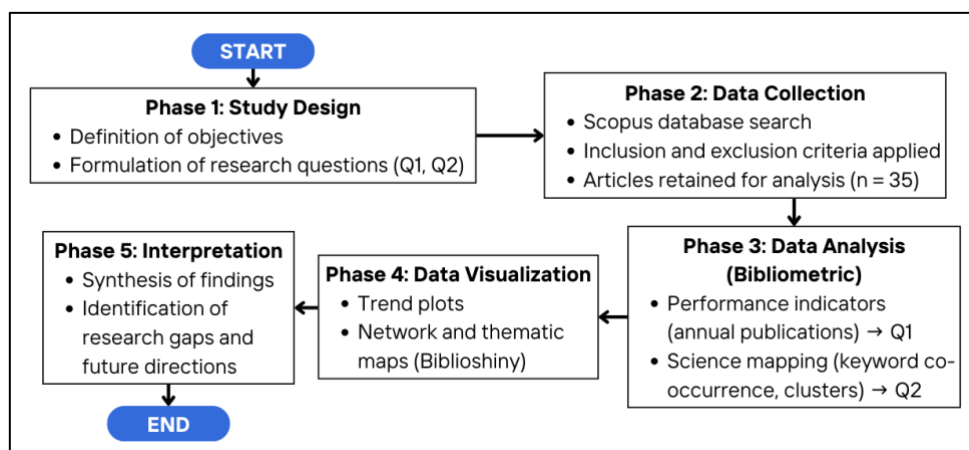 START
Phase 1: Study Design
• Definition of objectives
• Formulation of research questions (Q1, Q2)
Phase 2: Data Collection
• Scopus database search
• Inclusion and exclusion criteria applied
• Articles retained for analysis (n = 35)
Phase 3: Data Analysis
(Bibliometric)
• Performance indicators
(annual publications) → Q1
• Science mapping (keyword co-
occurrence, clusters) → Q2
Phase 4: Data Visualization
• Trend plots
• Network and thematic
maps (Biblioshiny)
Phase 5: Interpretation
• Synthesis of findings
• Identification of
research gaps and
future directions
END